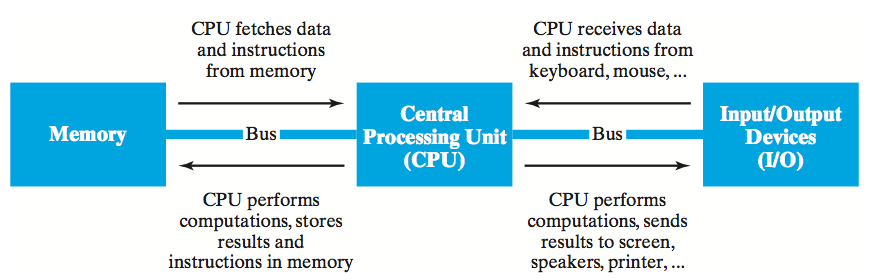 CPU fetches data
and instructions
from memory
CPU receives data
and instructions from
keyboard, mouse, ...
Memory
Bus
Central
Processing Unit
(CPU)
Bus
Input/Output
Devices
(I/O)
CPU performs
computations, stores
results and
instructions in memory
CPU performs
computations, sends
results to screen,
speakers, printer, ...